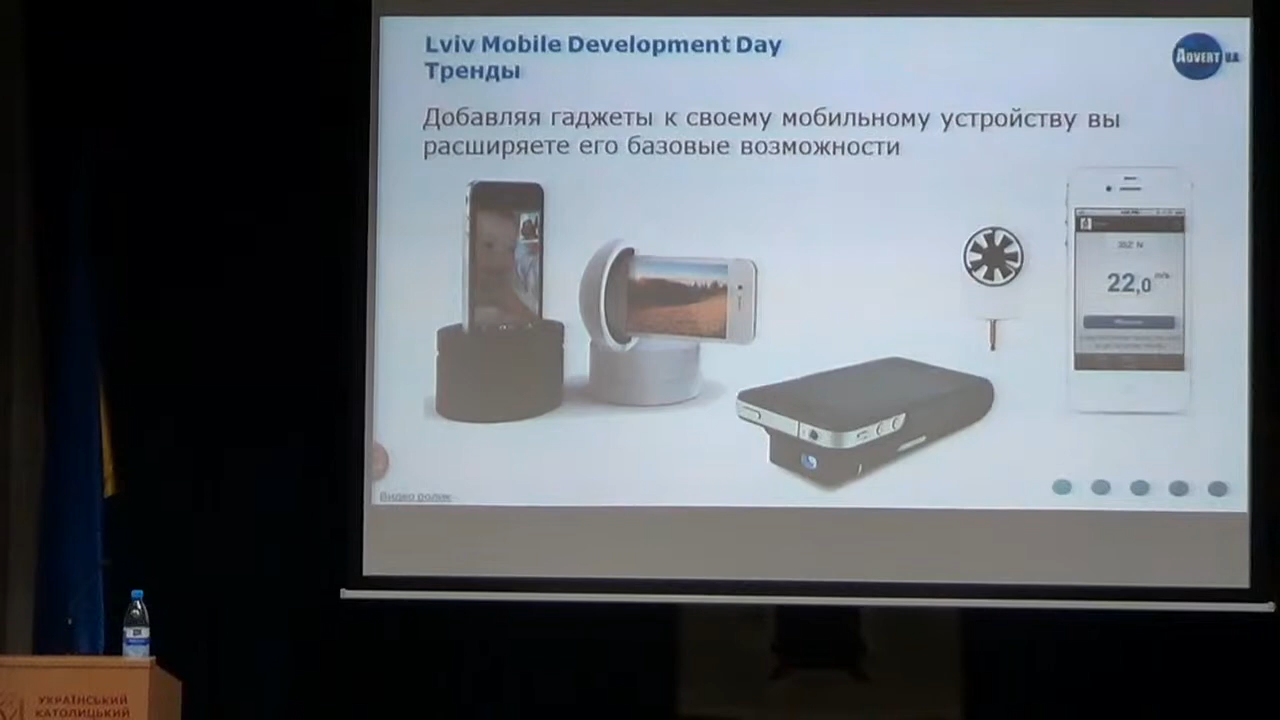 Lviv Mobile Development Day
Тренды
ADVERT UA
Добавляя гаджеты к своему мобильному устройству вы
расширяете его базовые возможности
22,0
Видео ролик
УКРАЇНСЬКИЙ
КАТОЛИЦЬКИЙ